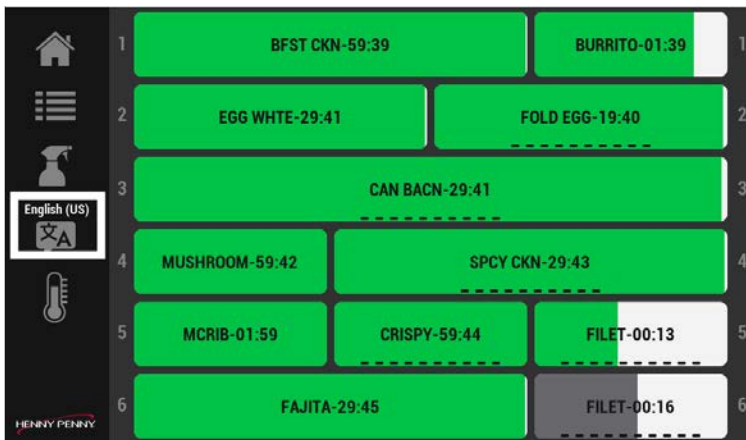 1 BFST CKN-59:39 BURRITO-01:39 1
2 EGG WHTE-29:41 FOLD EGG-19:40 2
3 CAN BACN-29:41 3
English (US)
文A
4 MUSHROOM-59:42 SPCY CKN-29:43 4
5 MCRIB-01:59 CRISPY-59:44 FILET-00:13 5
6 FAJITA-29:45 FILET-00:16 6
HENNY PENNY